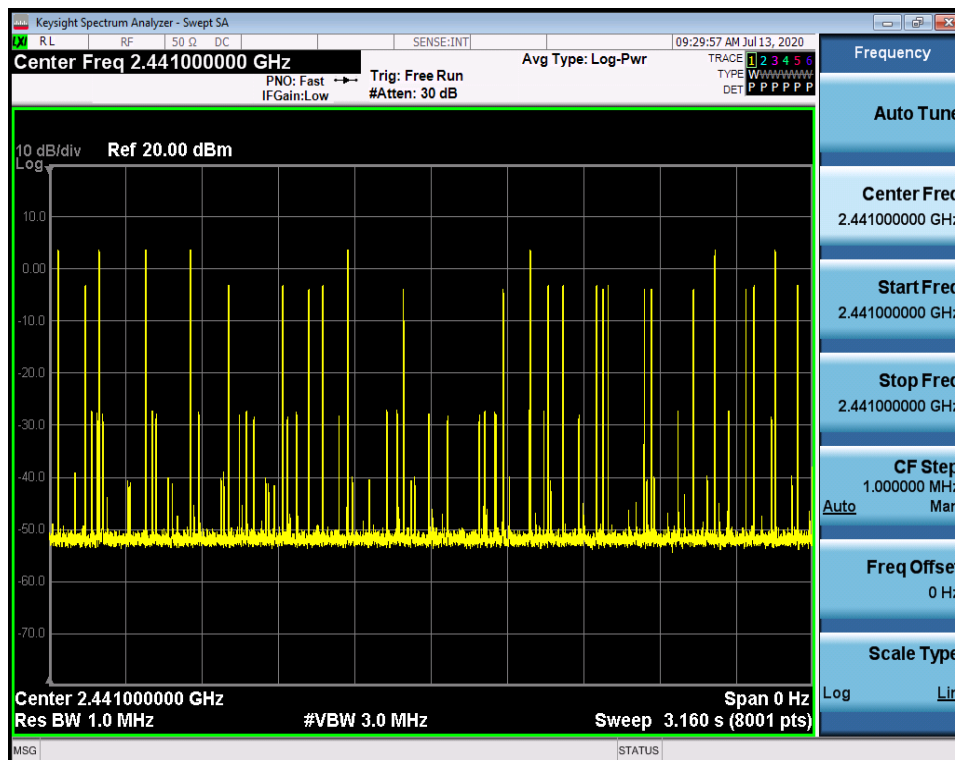 Keysight Spectrum Analyzer - Swept SA
LXI RL RF 50 Ω DC SENSE:INT 09:29:57 AM Jul 13, 2020
Center Freq 2.441000000 GHz
Avg Type: Log-Pwr
TRACE 1 2 3 4 5 6
PNO: Fast Trig: Free Run
TYPE WWWWWW
IFGain:Low #Atten: 30 dB
DET P P P P P P
10 dB/div Ref 20.00 dBm
Log
10.0
0.00
-10.0
-20.0
-30.0
-40.0
-50.0
-60.0
-70.0
Center 2.441000000 GHz Span 0 Hz
Res BW 1.0 MHz #VBW 3.0 MHz Sweep 3.160 s (8001 pts)
MSG STATUS
Frequency
Auto Tune
Center Freq
2.441000000 GHz
Start Freq
2.441000000 GHz
Stop Freq
2.441000000 GHz
CF Step
1.000000 MHz
Auto Man
Freq Offset
0 Hz
Scale Type
Log Lin